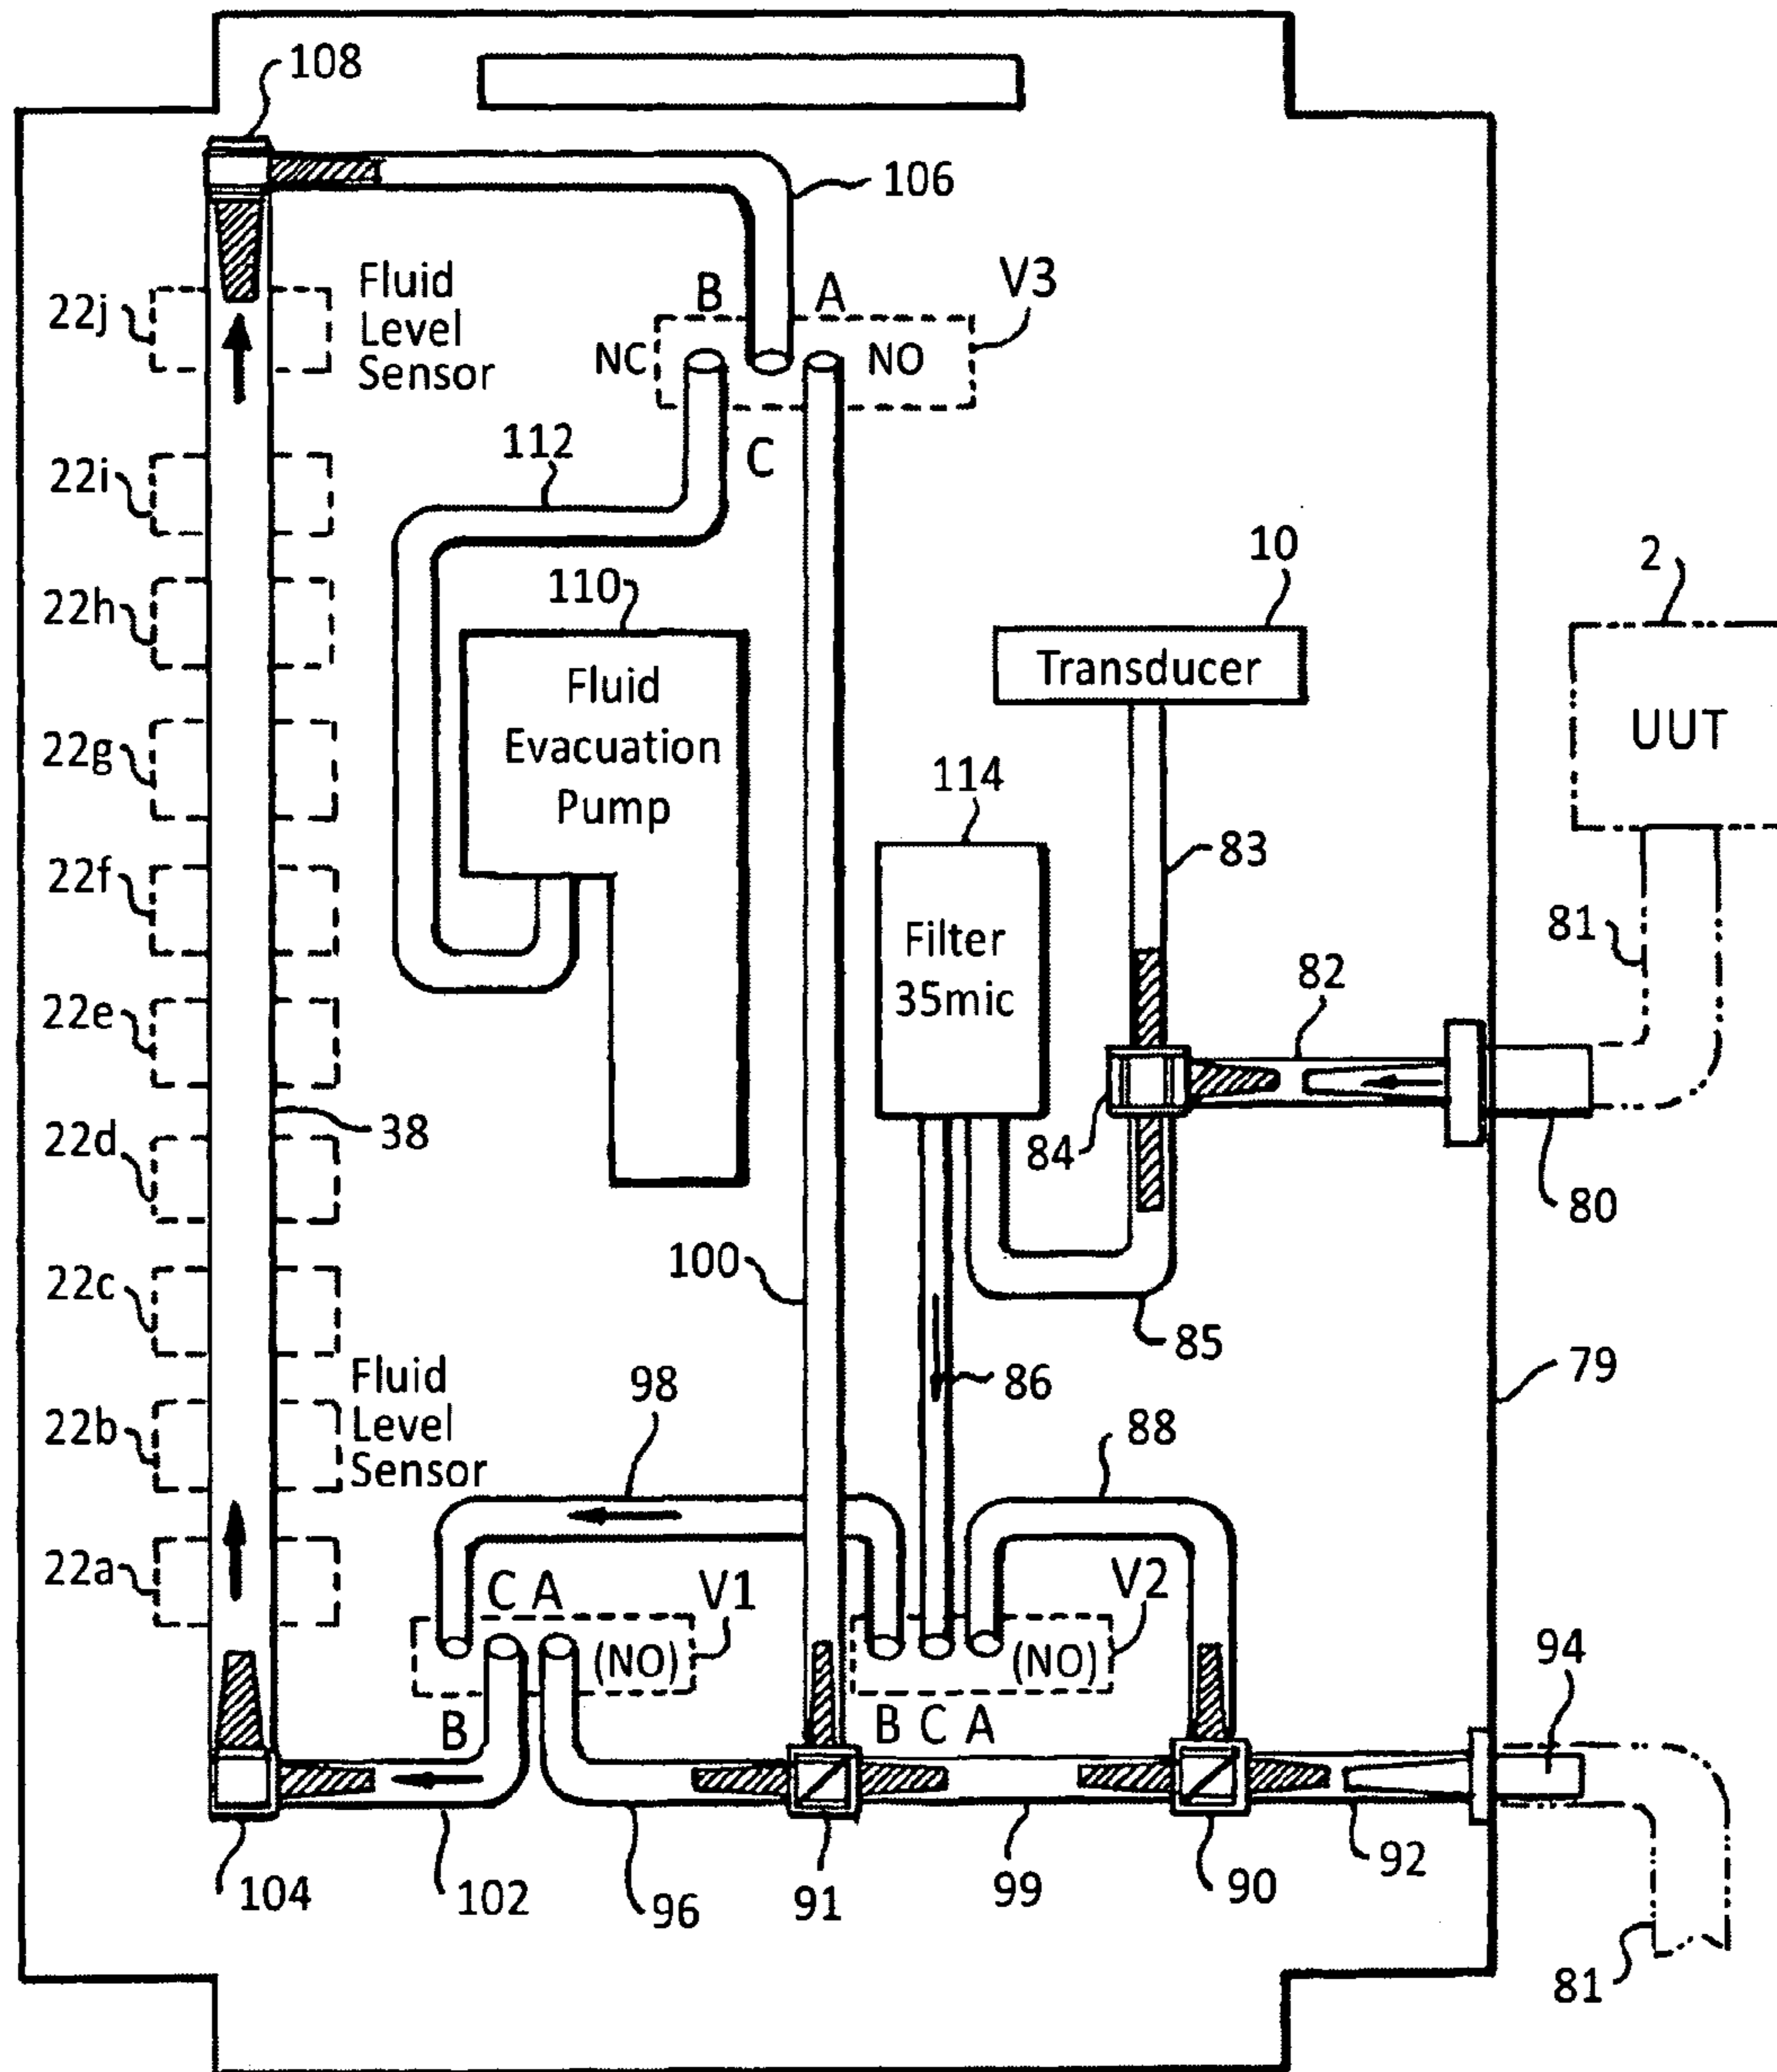 108
106
B
A
V3
22j
Fluid
Level
Sensor
NC
NO
C
112
22i
10
2
110
22h
Transducer
Fluid
Evacuation
Pump
UUT
22g
114
83
22f
Filter
35mic
81
82
22e
38
84
22d
80
100
22c
85
79
Fluid
Level
Sensor
98
86
88
22b
22a
C A
V1
V2
(NO)
(NO)
94
B
B C A
104
102
96
91
99
90
92
81